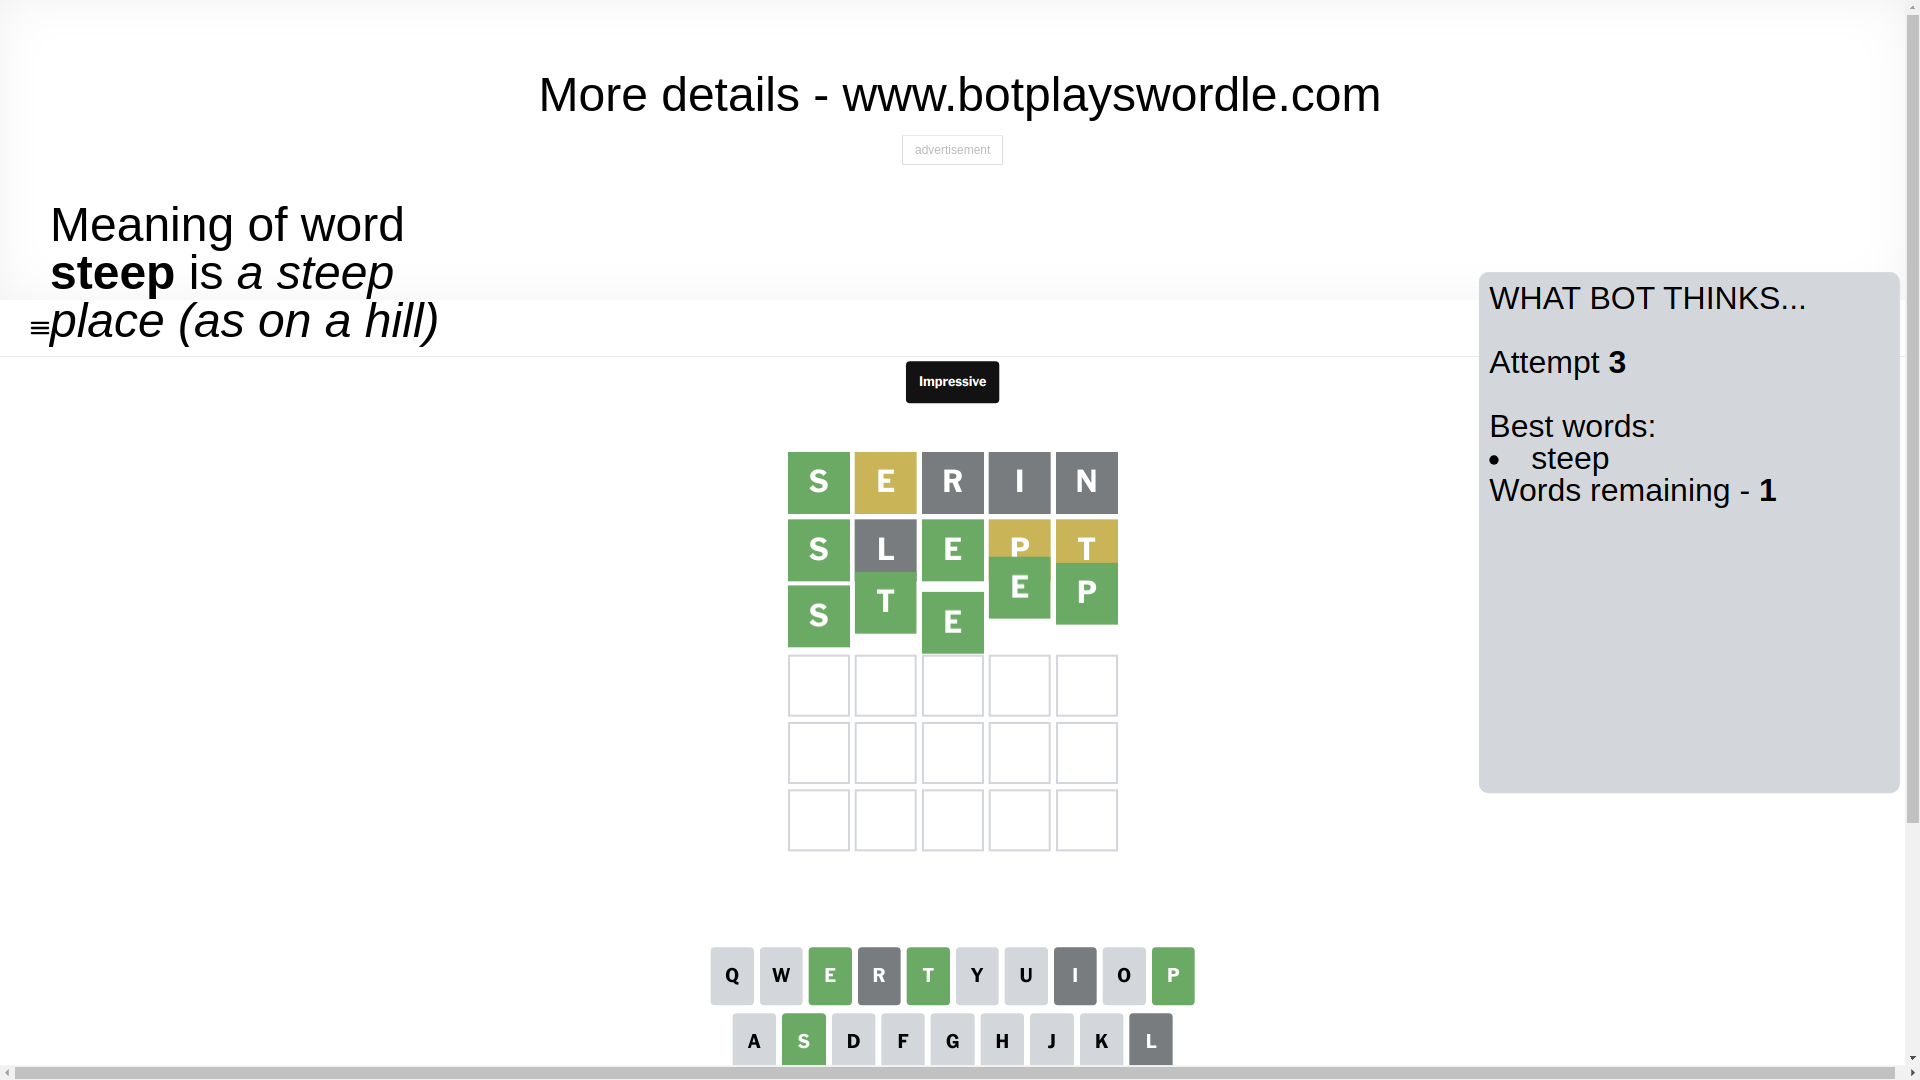 More details - www.botplayswordle.com
advertisement
Meaning of word
steep is a steep
place (as on a hill)
WHAT BOT THINKS...
Attempt 3
Best words:
• steep
Words remaining - 1
Impressive
S E R I N
S L E P T
S T E E P
Q W E R T Y U I O P
A S D F G H J K L